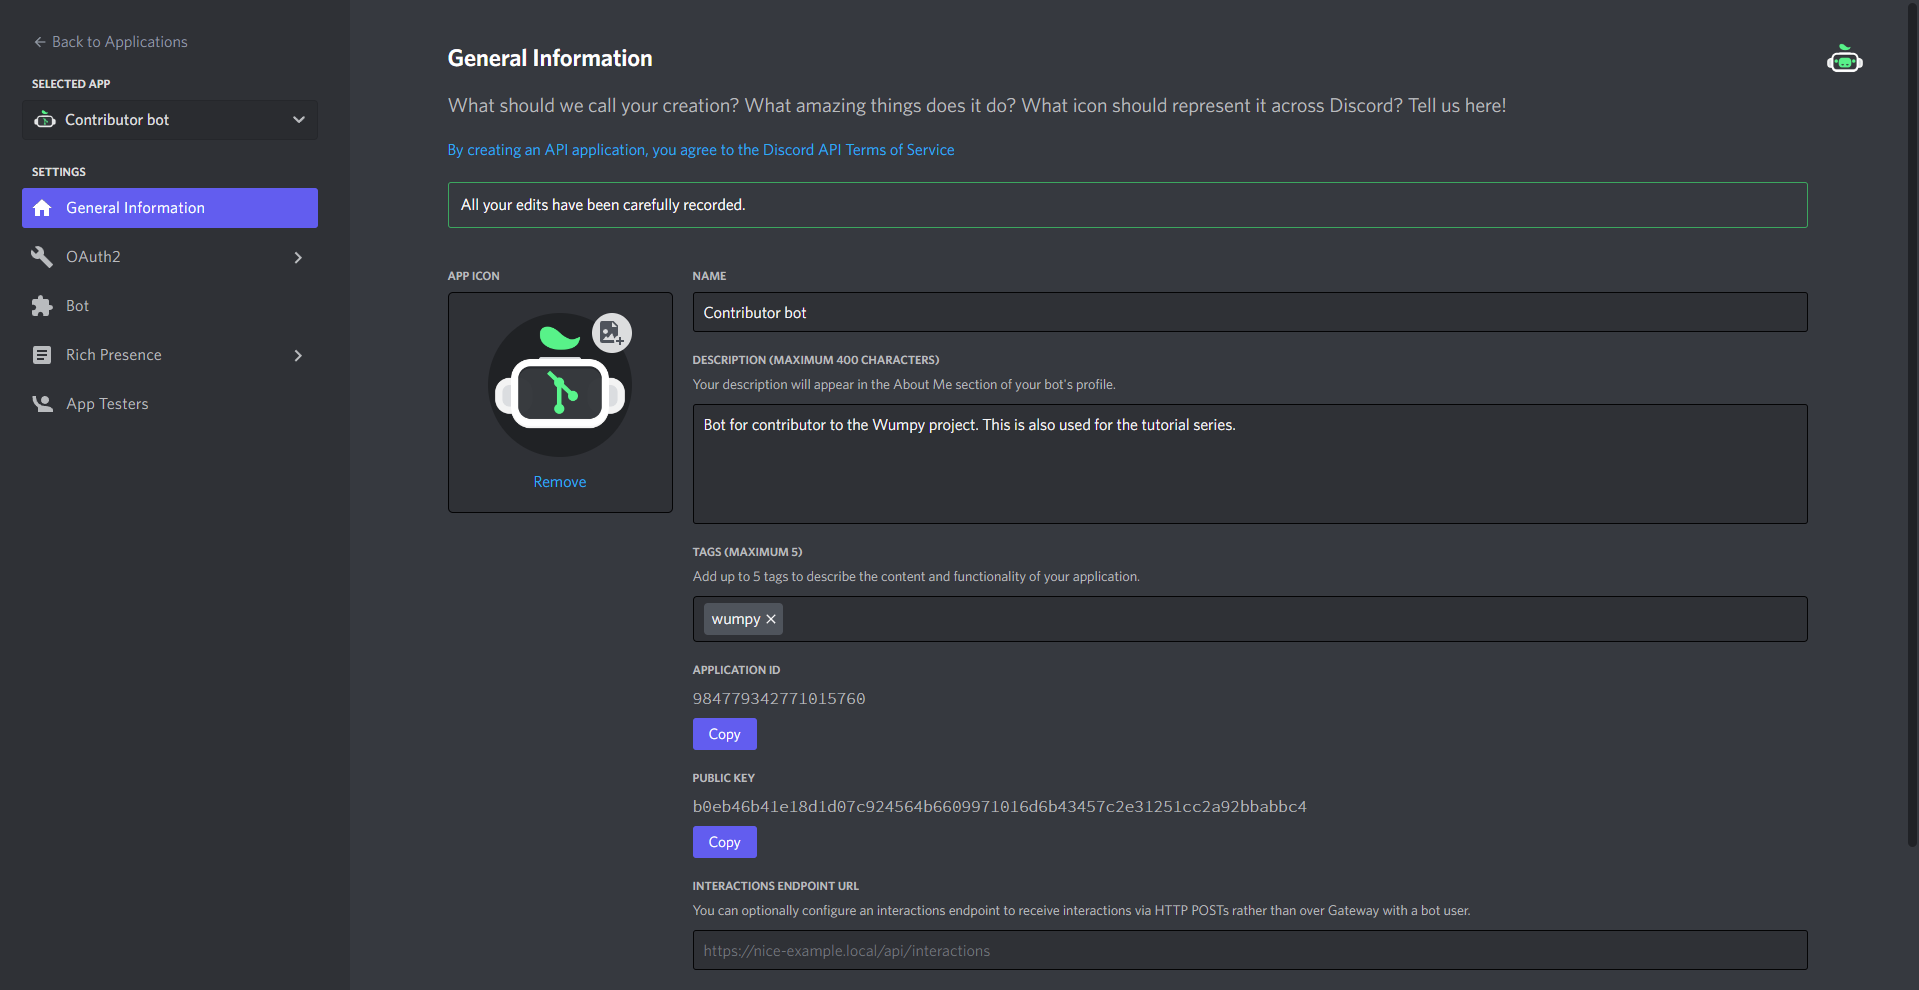 Back to Applications
SELECTED APP
Contributor bot
SETTINGS
General Information
OAuth2
Bot
Rich Presence
App Testers
General Information
What should we call your creation? What amazing things does it do? What icon should represent it across Discord? Tell us here!
By creating an API application, you agree to the Discord API Terms of Service
All your edits have been carefully recorded.
APP ICON
Remove
NAME
Contributor bot
DESCRIPTION (MAXIMUM 400 CHARACTERS)
Your description will appear in the About Me section of your bot's profile.
Bot for contributor to the Wumpy project. This is also used for the tutorial series.
TAGS (MAXIMUM 5)
Add up to 5 tags to describe the content and functionality of your application.
wumpy
APPLICATION ID
984779342771015760
Copy
PUBLIC KEY
b0eb46b41e18d1d07c924564b6609971016d6b43457c2e31251cc2a92bbabbc4
Copy
INTERACTIONS ENDPOINT URL
You can optionally configure an interactions endpoint to receive interactions via HTTP POSTs rather than over Gateway with a bot user.
https://nice-example.local/api/interactions